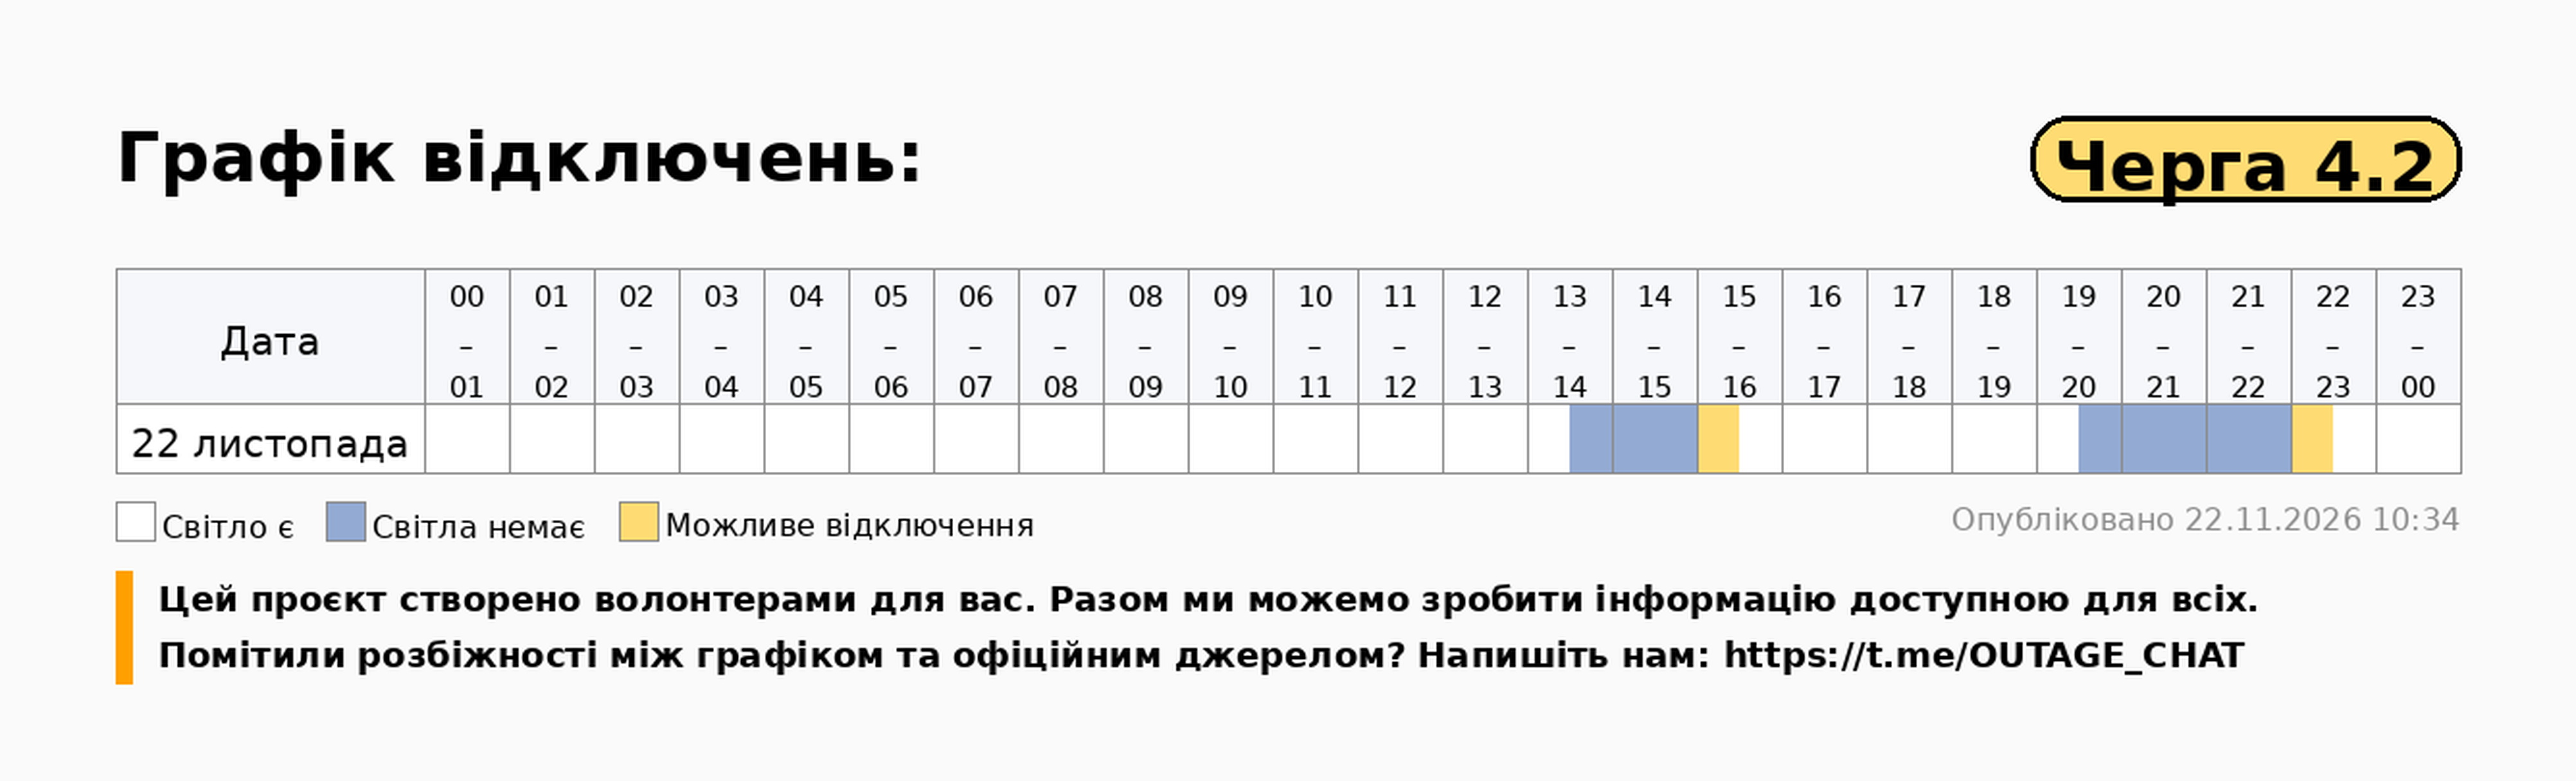 Графік відключень:
Черга 4.2
Дата
00 – 01
01 – 02
02 – 03
03 – 04
04 – 05
05 – 06
06 – 07
07 – 08
08 – 09
09 – 10
10 – 11
11 – 12
12 – 13
13 – 14
14 – 15
15 – 16
16 – 17
17 – 18
18 – 19
19 – 20
20 – 21
21 – 22
22 – 23
23 – 00
22 листопада
Світло є
Світла немає
Можливе відключення
Опубліковано 22.11.2026 10:34
Цей проєкт створено волонтерами для вас. Разом ми можемо зробити інформацію доступною для всіх.
Помітили розбіжності між графіком та офіційним джерелом? Напишіть нам: https://t.me/OUTAGE_CHAT